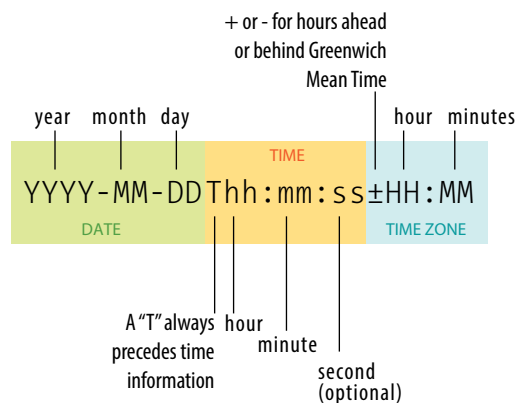 + or - for hours ahead
or behind Greenwich
Mean Time
year month day hour minutes
TIME
YYYY-MM-DDThh:mm:ss±HH:MM
DATE TIME ZONE
A “T” always
precedes time
information
hour
minute
second
(optional)